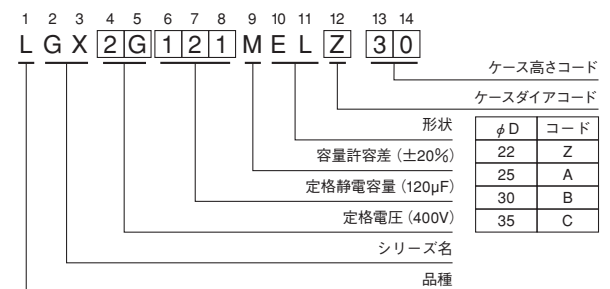 1 2 3 4 5 6 7 8 9 10 11 12 13 14
L G X 2 G 1 2 1 M E L Z 3 0
ケース高さコード
ケースダイアコード
形状
容量許容差 (±20%)
定格静電容量 (120µF)
定格電圧 (400V)
シリーズ名
品種
φD コード
22 Z
25 A
30 B
35 C